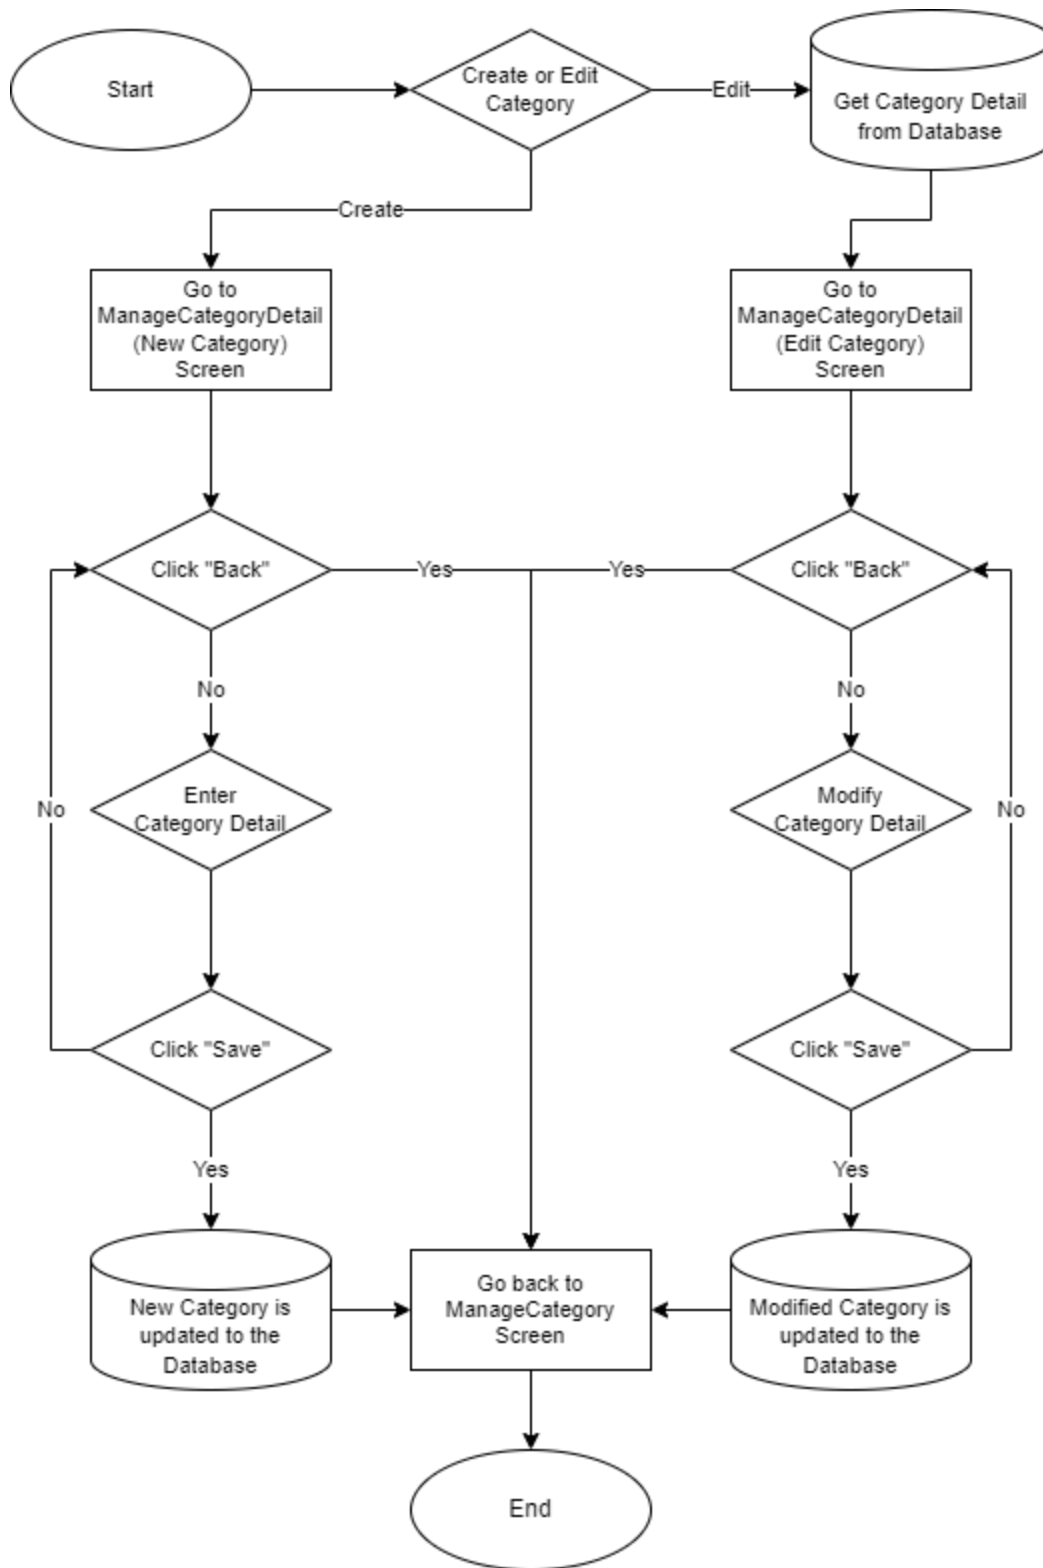 Start
Create or Edit
Category
Edit
Get Category Detail
from Database
Create
Go to
ManageCategoryDetail
(New Category)
Screen
Go to
ManageCategoryDetail
(Edit Category)
Screen
Click "Back"
Yes
Yes
Click "Back"
No
No
Enter
Category Detail
Modify
Category Detail
No
No
Click "Save"
Click "Save"
Yes
Yes
New Category is
updated to the
Database
Go back to
ManageCategory
Screen
Modified Category is
updated to the
Database
End